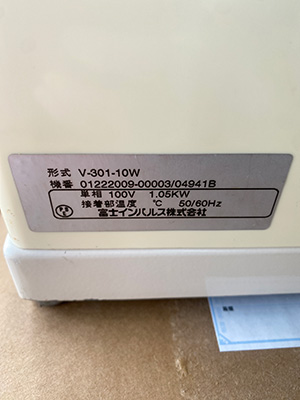 形式 V-301-10W
機番 01222009-00003/04941B
単相 100V 1.05KW
接着部温度 ℃ 50/60Hz
富士インパルス株式会社